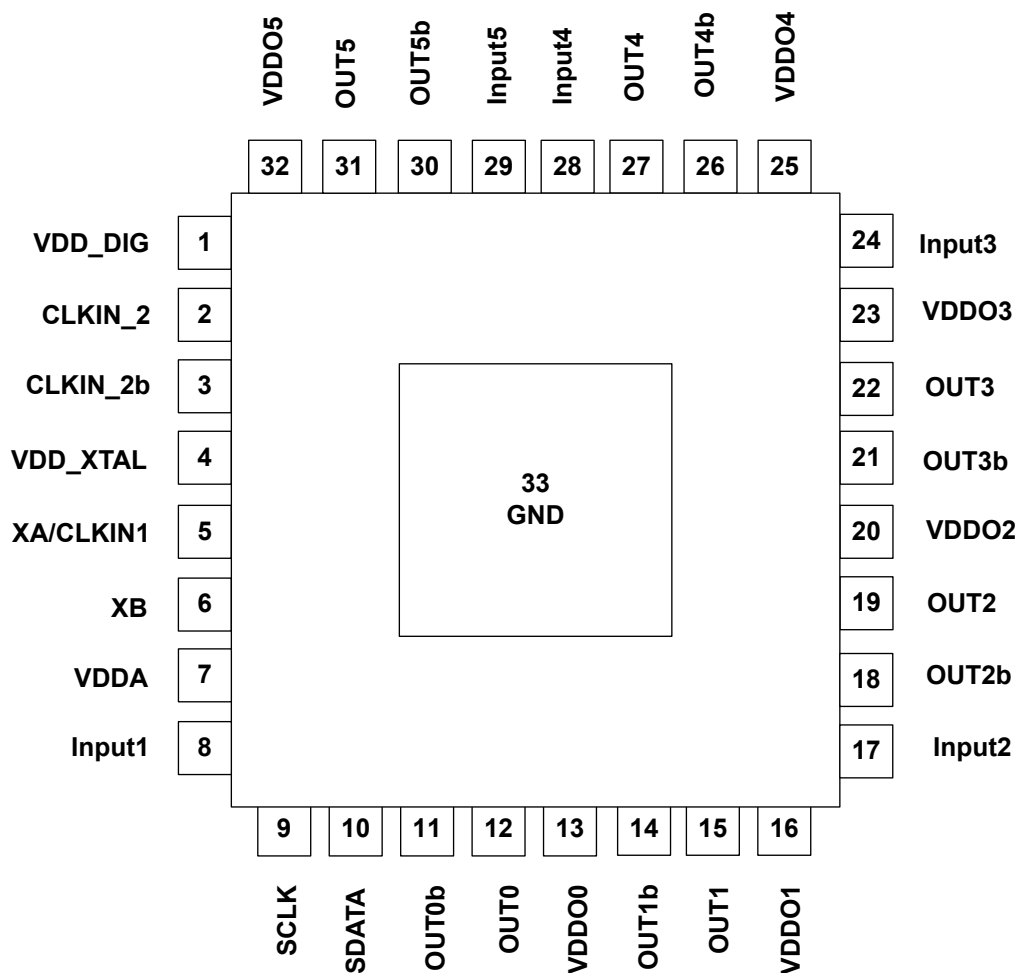 VDDO5
OUT5
OUT5b
Input5
Input4
OUT4
OUT4b
VDDO4
32
31
30
29
28
27
26
25
VDD_DIG 1
CLKIN_2 2
CLKIN_2b 3
VDD_XTAL 4
XA/CLKIN1 5
XB 6
VDDA 7
Input1 8
33
GND
24 Input3
23 VDDO3
22 OUT3
21 OUT3b
20 VDDO2
19 OUT2
18 OUT2b
17 Input2
9
10
11
12
13
14
15
16
SCLK
SDATA
OUT0b
OUT0
VDDO0
OUT1b
OUT1
VDDO1